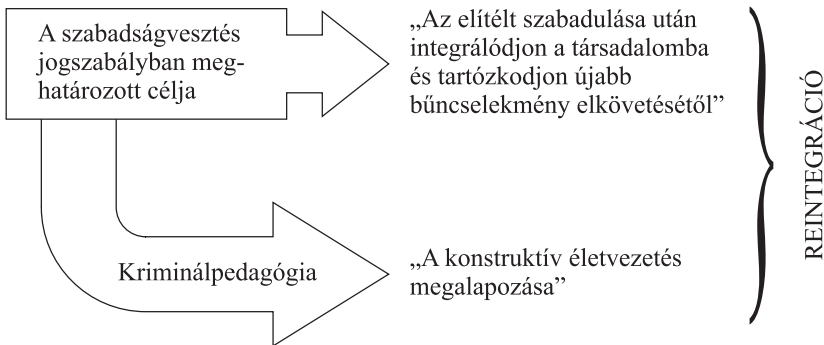 A szabadságvesztés
jogszabályban meg-
határozott célja
„Az elítélt szabadulása után
integrálódjon a társadalomba
és tartózkodjon újabb
bűncselekmény elkövetésétől”
Kriminálpedagógia
„A konstruktív életvezetés
megalapozása”
REINTEGRÁCIÓ